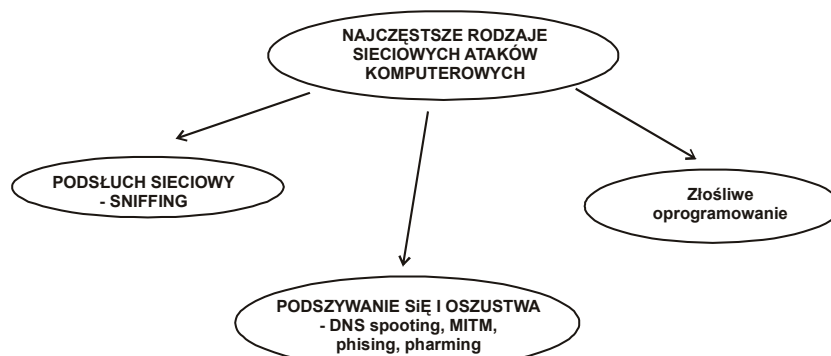 NAJCZĘSTSZE RODZAJE
SIECIOWYCH ATAKÓW
KOMPUTEROWYCH
PODSŁUCH SIECIOWY
- SNIFFING
Złośliwe
oprogramowanie
PODSZYWANIE SiĘ I OSZUSTWA
- DNS spooting, MITM,
phising, pharming